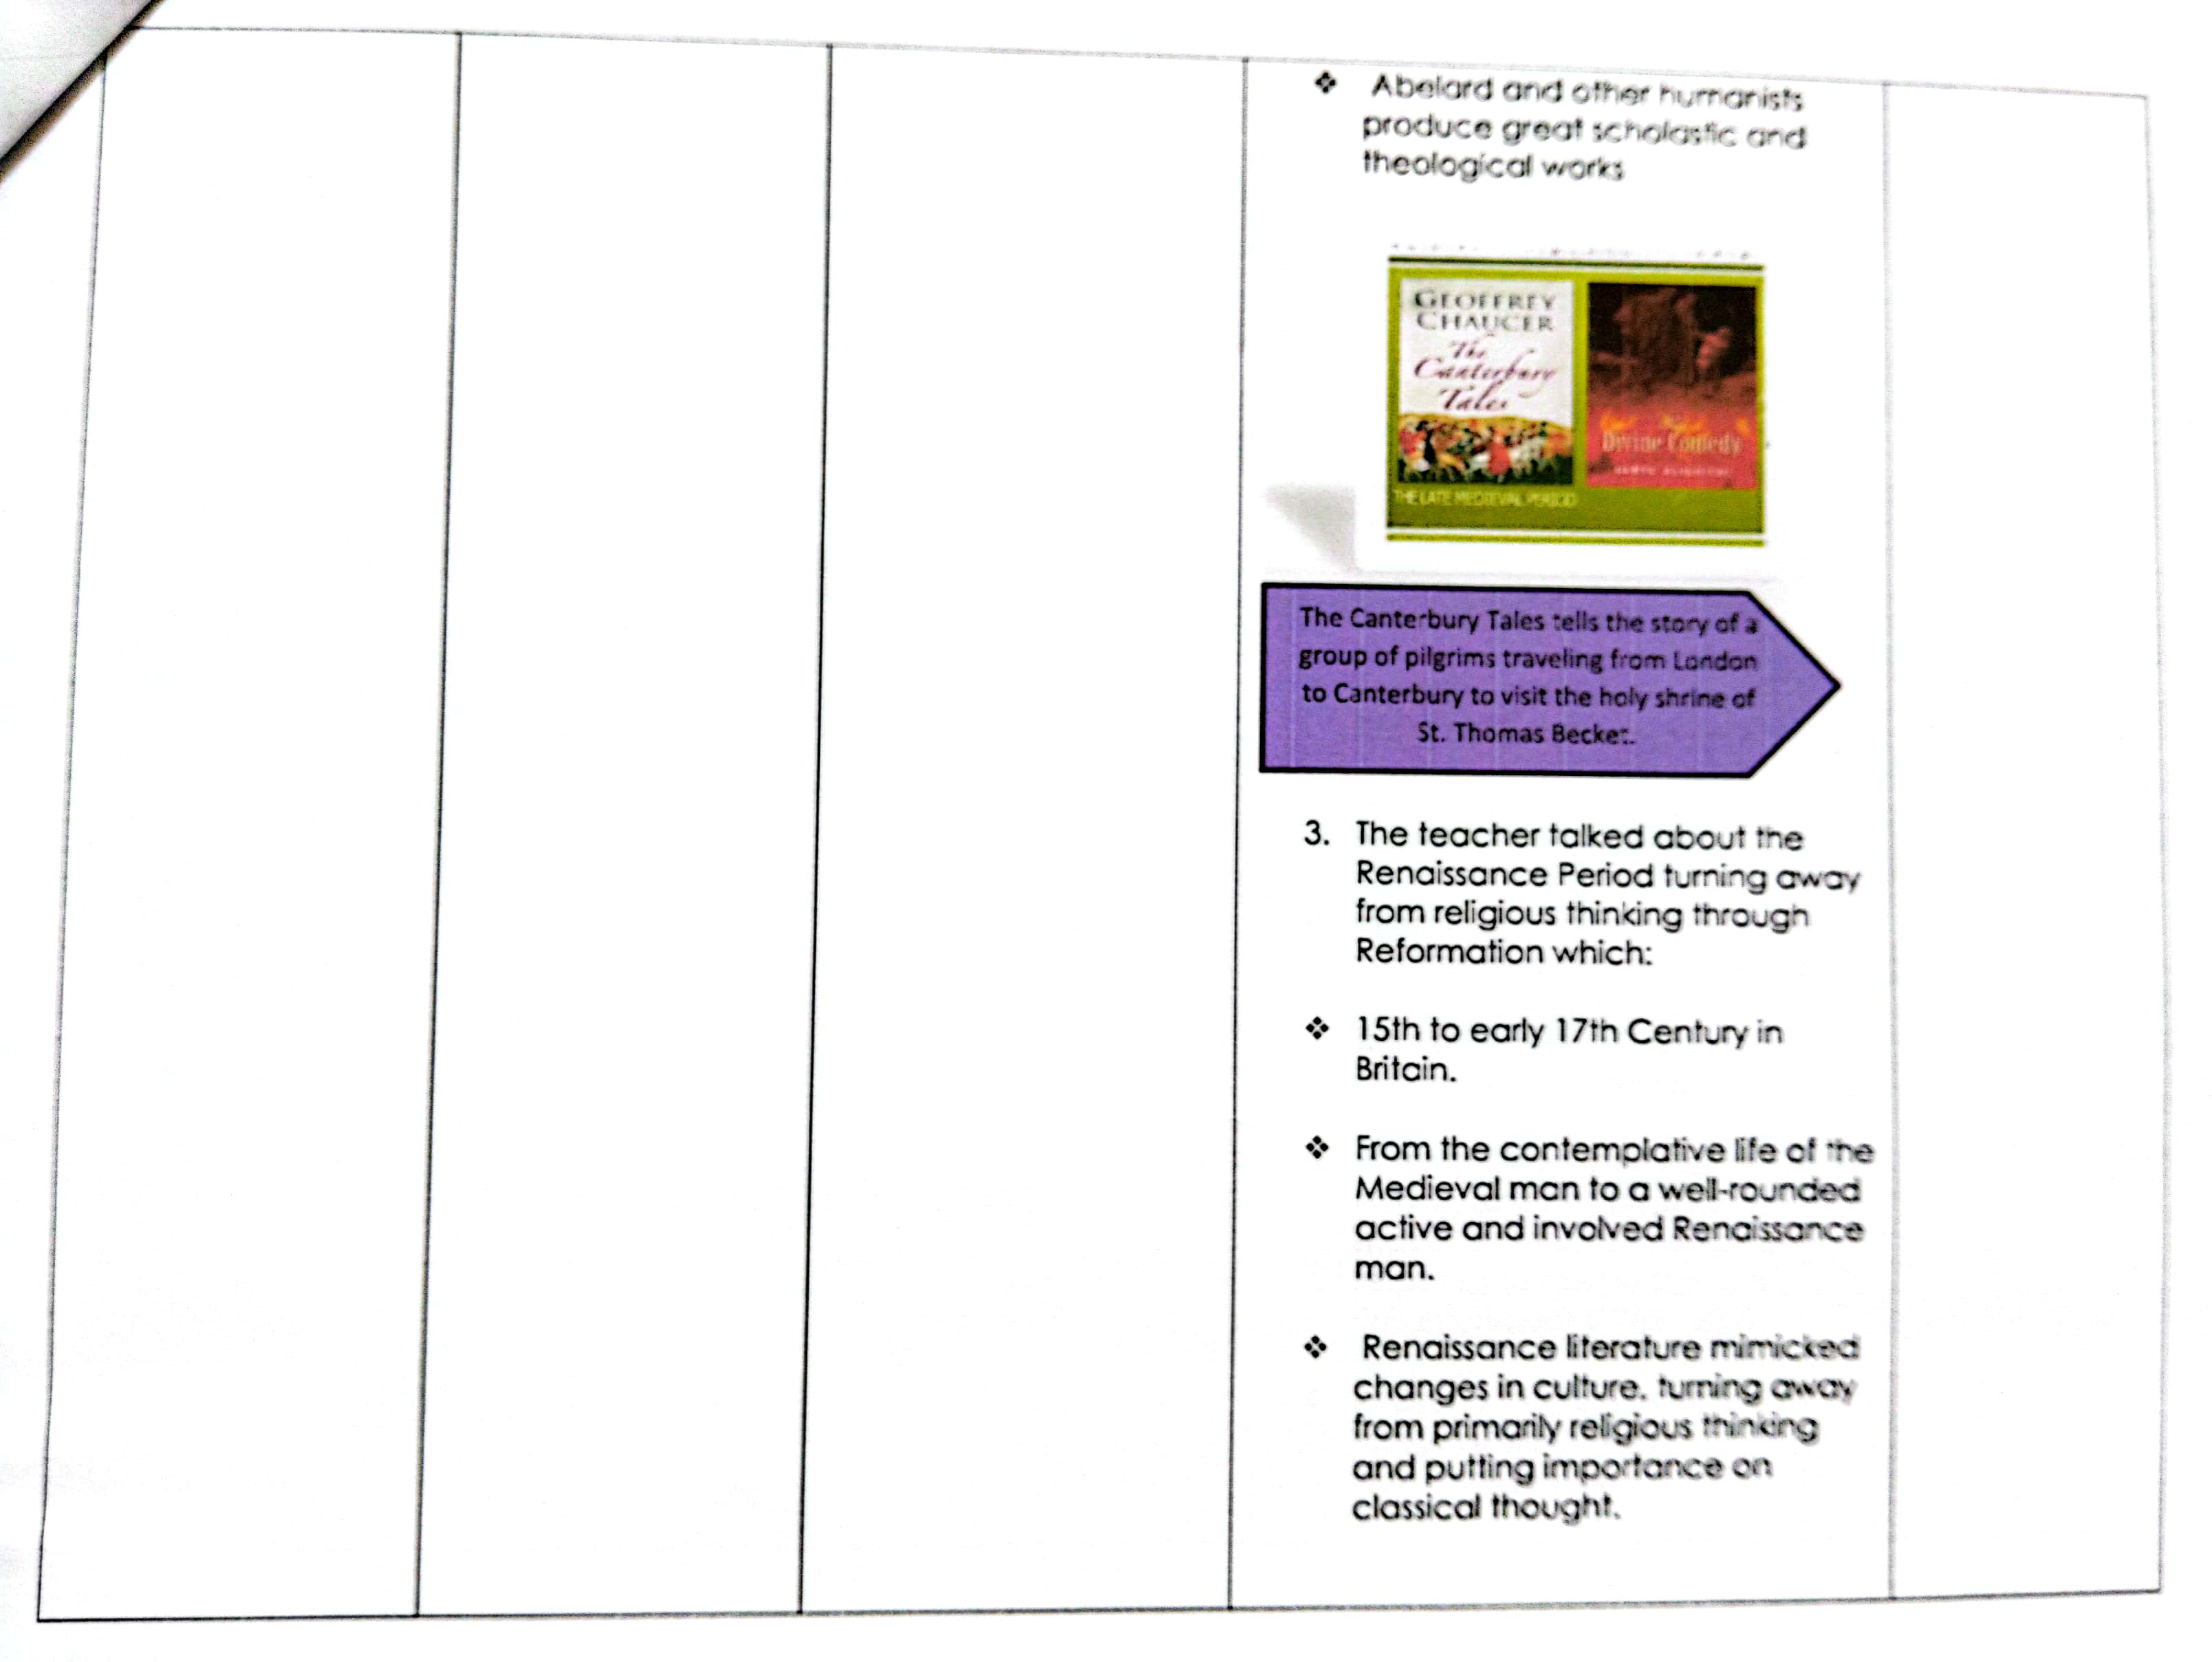 ❖ Abelard and other humanists
produce great scholastic and
theological works
GEOFFREY
CHAUCER
The
Canterbury
Tales
Divine Comedy
THE LATE MEDIEVAL PERIOD
The Canterbury Tales tells the story of a
group of pilgrims traveling from London
to Canterbury to visit the holy shrine of
St. Thomas Becket.
3. The teacher talked about the
Renaissance Period turning away
from religious thinking through
Reformation which:
❖ 15th to early 17th Century in
Britain.
❖ From the contemplative life of the
Medieval man to a well-rounded
active and involved Renaissance
man.
❖ Renaissance literature mimicked
changes in culture, turning away
from primarily religious thinking
and putting importance on
classical thought.